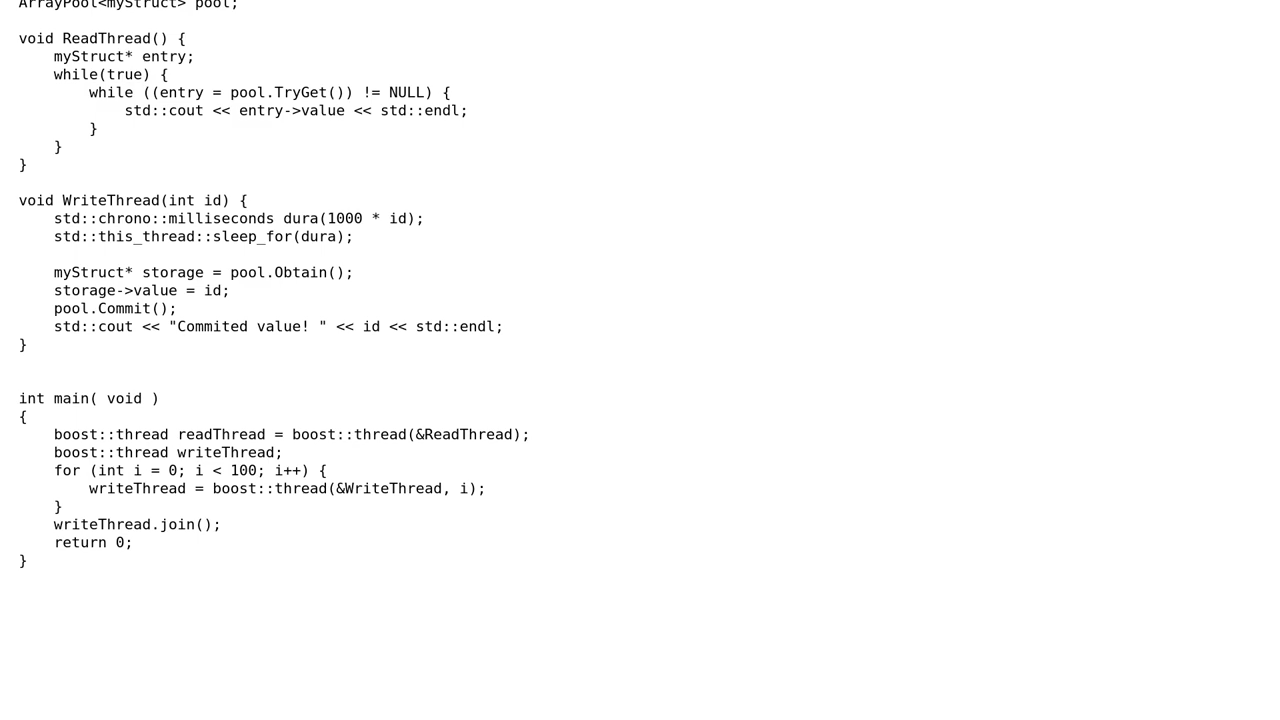 ArrayPool<myStruct> pool;
void ReadThread() {
    myStruct* entry;
    while(true) {
        while ((entry = pool.TryGet()) != NULL) {
            std::cout << entry->value << std::endl;
        }
    }
}
void WriteThread(int id) {
    std::chrono::milliseconds dura(1000 * id);
    std::this_thread::sleep_for(dura);
    myStruct* storage = pool.Obtain();
    storage->value = id;
    pool.Commit();
    std::cout << "Commited value! " << id << std::endl;
}
int main( void )
{
    boost::thread readThread = boost::thread(&ReadThread);
    boost::thread writeThread;
    for (int i = 0; i < 100; i++) {
        writeThread = boost::thread(&WriteThread, i);
    }
    writeThread.join();
    return 0;
}